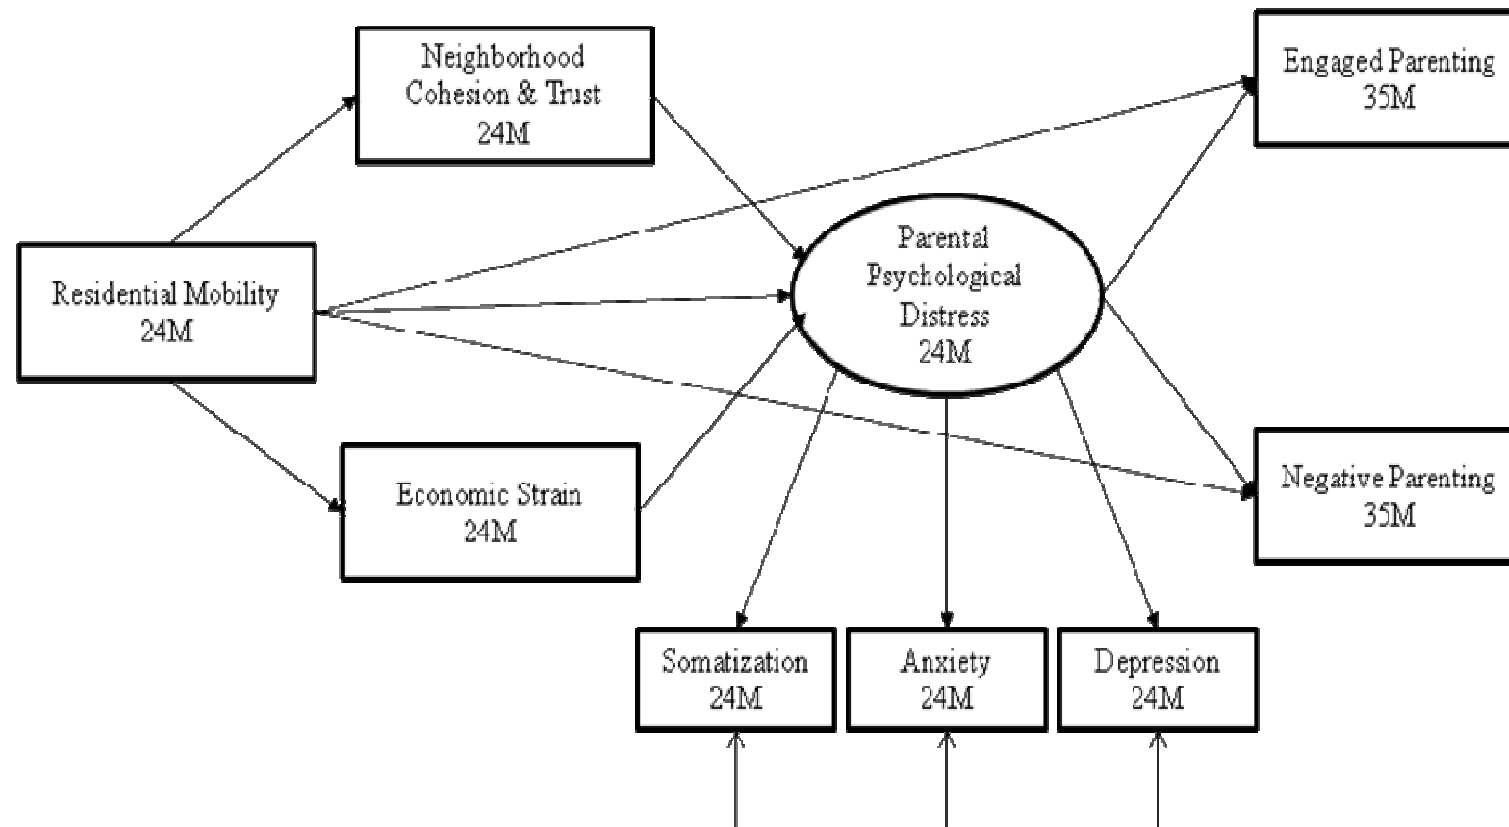 Neighborhood
Cohesion & Trust
24M
Engaged Parenting
35M
Residential Mobility
24M
Parental
Psychological
Distress
24M
Economic Strain
24M
Negative Parenting
35M
Somatization
24M
Anxiety
24M
Depression
24M